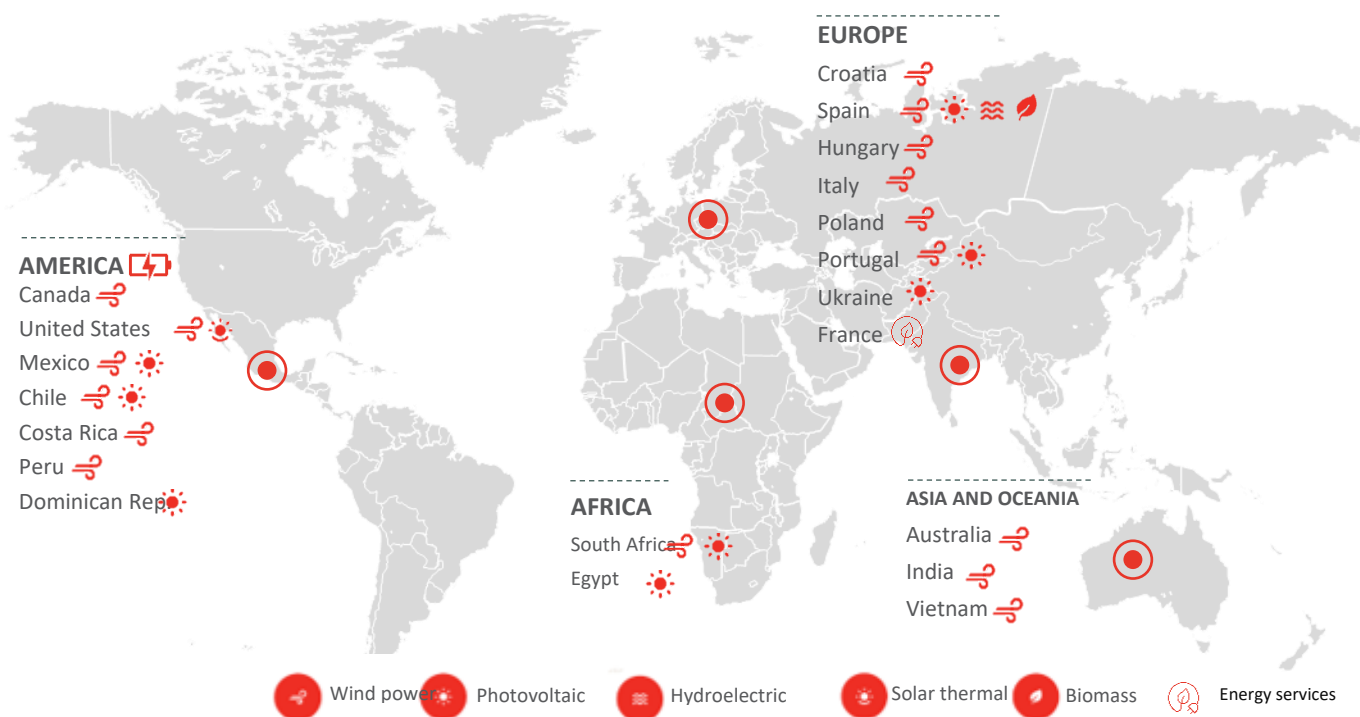 EUROPE
Croatia
Spain
Hungary
Italy
Poland
Portugal
Ukraine
France
AMERICA
Canada
United States
Mexico
Chile
Costa Rica
Peru
Dominican Rep.
AFRICA
South Africa
Egypt
ASIA AND OCEANIA
Australia
India
Vietnam
Wind power Photovoltaic Hydroelectric Solar thermal Biomass Energy services